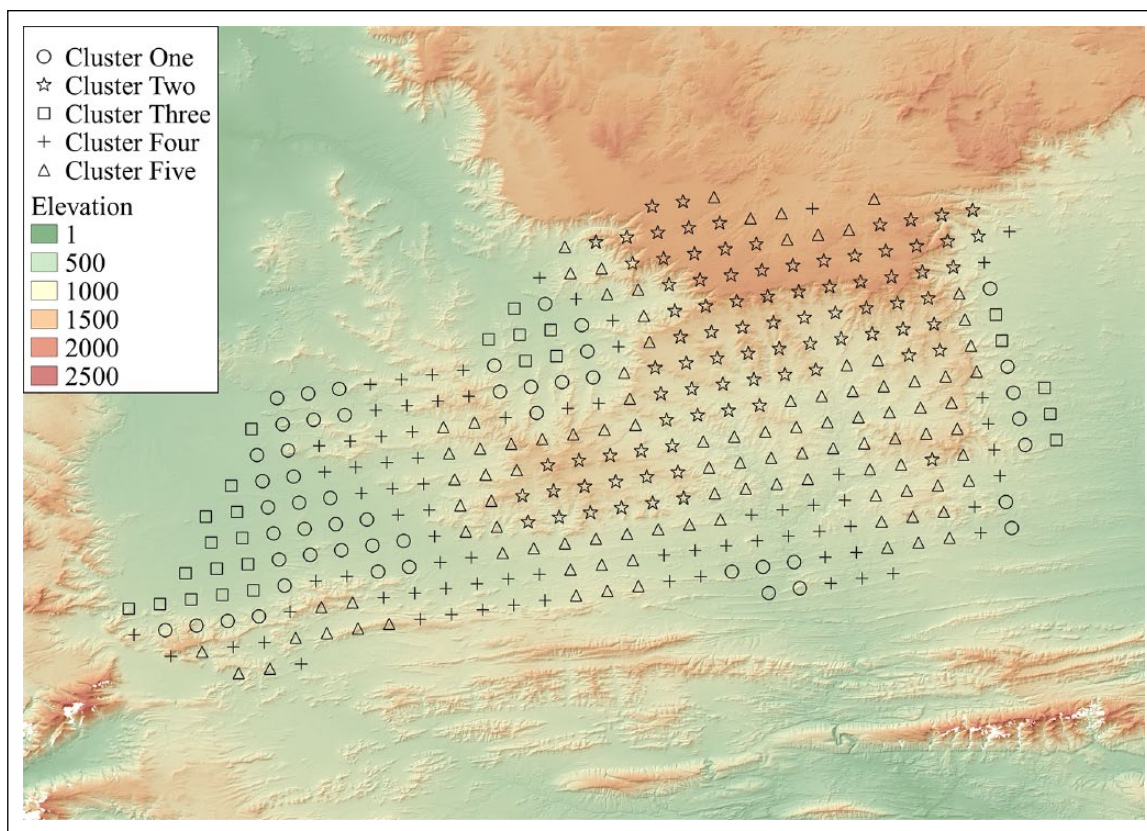 Cluster One
Cluster Two
Cluster Three
Cluster Four
Cluster Five
Elevation
1
500
1000
1500
2000
2500